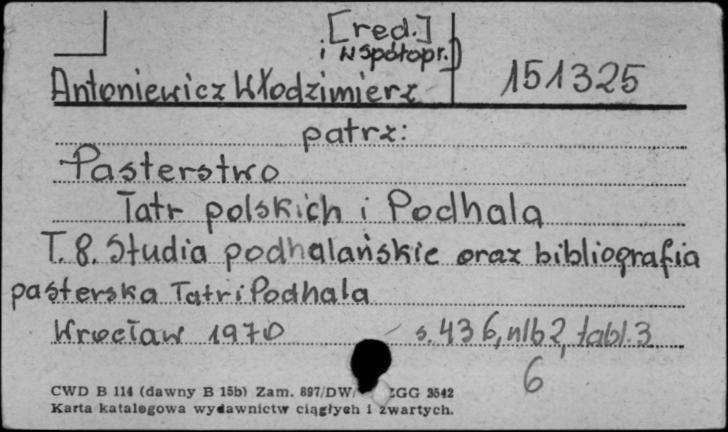 [red.]
i współopr.]
Antoniewicz Włodzimierz 151325
patrz:
Pasterstwo
Tatr polskich i Podhala
T. 8. Studia podhalańskie oraz bibliografia
pasterska Tatr i Podhala
Wrocław 1970 s. 436, nlb 2, tabl. 3
6
CWD B 114 (dawny B 15b) Zam. 897/DW/ ZGG 3542
Karta katalogowa wydawnictw ciągłych i zwartych.